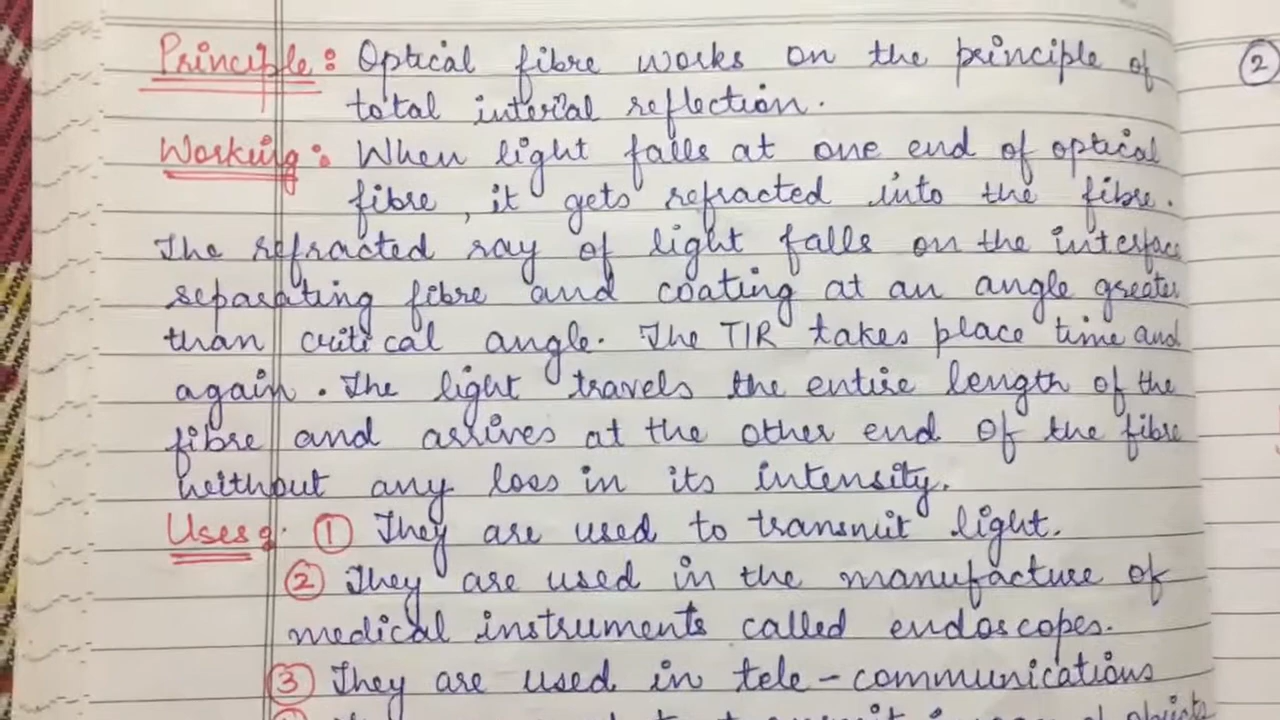 Principle: Optical fibre works on the principle of
total interal reflection.
Working: When light falls at one end of optical
fibre, it gets refracted into the fibre.
The refracted ray of light falls on the interface
separating fibre and coating at an angle greater
than critical angle. The TIR takes place time and
again. The light travels the entire length of the
fibre and arrives at the other end of the fibre
without any loss in its intensity.
Uses: ① They are used to transmit light.
② They are used in the manufacture of
medical instruments called endoscopes.
③ They are used in tele-communications
objects
②